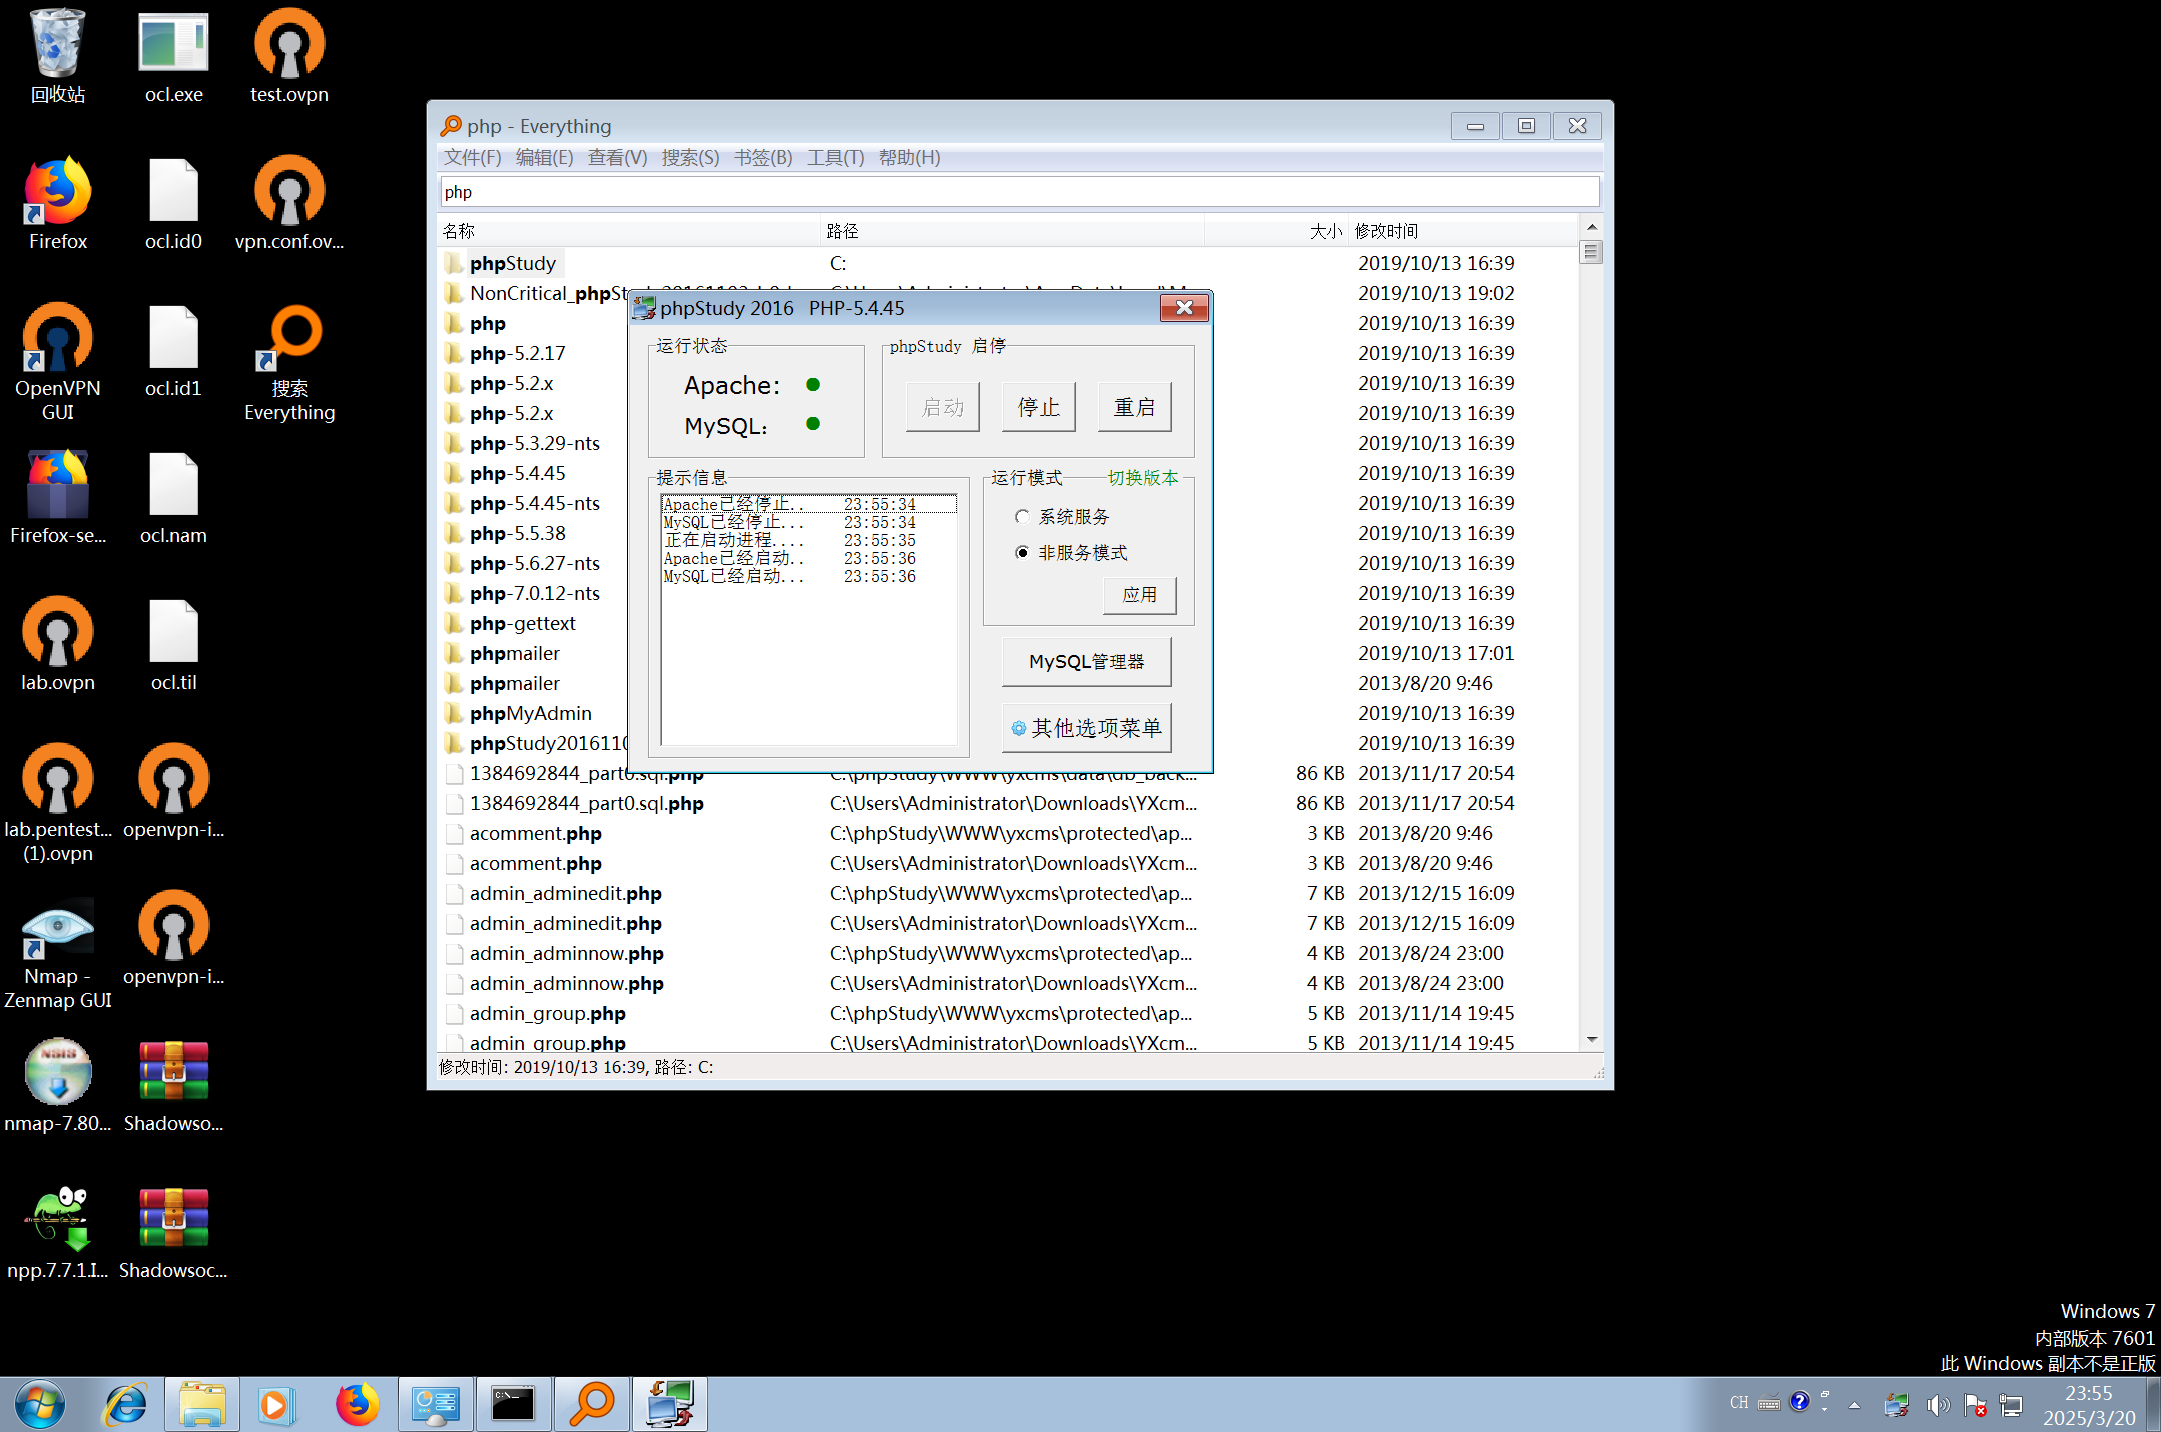 回收站
ocl.exe
test.ovpn
Firefox
ocl.id0
vpn.conf.ov...
OpenVPN
GUI
ocl.id1
搜索
Everything
Firefox-se...
ocl.nam
lab.ovpn
ocl.til
lab.pentest...
(1).ovpn
openvpn-i...
Nmap -
Zenmap GUI
openvpn-i...
nmap-7.80...
Shadowso...
npp.7.7.1.I...
Shadowsoc...
php - Everything
文件(F) 编辑(E) 查看(V) 搜索(S) 书签(B) 工具(T) 帮助(H)
php
名称 路径 大小 修改时间
phpStudy C: 2019/10/13 16:39
NonCritical_phpSt 2019/10/13 19:02
php 2019/10/13 16:39
php-5.2.17 2019/10/13 16:39
php-5.2.x 2019/10/13 16:39
php-5.2.x 2019/10/13 16:39
php-5.3.29-nts 2019/10/13 16:39
php-5.4.45 2019/10/13 16:39
php-5.4.45-nts 2019/10/13 16:39
php-5.5.38 2019/10/13 16:39
php-5.6.27-nts 2019/10/13 16:39
php-7.0.12-nts 2019/10/13 16:39
php-gettext 2019/10/13 16:39
phpmailer 2019/10/13 17:01
phpmailer 2013/8/20 9:46
phpMyAdmin 2019/10/13 16:39
phpStudy201611 2019/10/13 16:39
1384692844_part0.sql.php C:\phpStudy\WWW\yxcms\data\db_back... 86 KB 2013/11/17 20:54
1384692844_part0.sql.php C:\Users\Administrator\Downloads\YXcm... 86 KB 2013/11/17 20:54
acomment.php C:\phpStudy\WWW\yxcms\protected\ap... 3 KB 2013/8/20 9:46
acomment.php C:\Users\Administrator\Downloads\YXcm... 3 KB 2013/8/20 9:46
admin_adminedit.php C:\phpStudy\WWW\yxcms\protected\ap... 7 KB 2013/12/15 16:09
admin_adminedit.php C:\Users\Administrator\Downloads\YXcm... 7 KB 2013/12/15 16:09
admin_adminnow.php C:\phpStudy\WWW\yxcms\protected\ap... 4 KB 2013/8/24 23:00
admin_adminnow.php C:\Users\Administrator\Downloads\YXcm... 4 KB 2013/8/24 23:00
admin_group.php C:\phpStudy\WWW\yxcms\protected\ap... 5 KB 2013/11/14 19:45
admin_group.php C:\Users\Administrator\Downloads\YXcm... 5 KB 2013/11/14 19:45
修改时间: 2019/10/13 16:39, 路径: C:
phpStudy 2016 PHP-5.4.45
运行状态
Apache:
MySQL:
phpStudy 启停
启动 停止 重启
提示信息
Apache已经停止.. 23:55:34
MySQL已经停止... 23:55:34
正在启动进程.... 23:55:35
Apache已经启动.. 23:55:36
MySQL已经启动... 23:55:36
运行模式 切换版本
系统服务
非服务模式
应用
MySQL管理器
其他选项菜单
Windows 7
内部版本 7601
此 Windows 副本不是正版
CH
23:55
2025/3/20